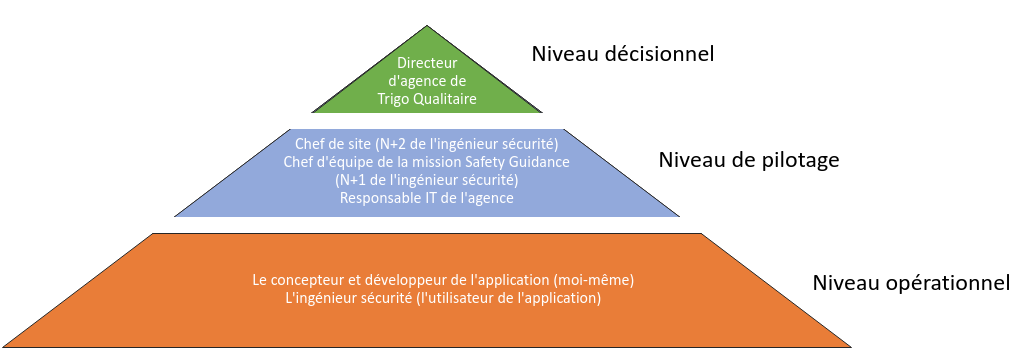 Directeur
d'agence de
Trigo Qualitaire
Niveau décisionnel
Chef de site (N+2 de l'ingénieur sécurité)
Chef d'équipe de la mission Safety Guidance
(N+1 de l'ingénieur sécurité)
Responsable IT de l'agence
Niveau de pilotage
Le concepteur et développeur de l'application (moi-même)
L'ingénieur sécurité (l'utilisateur de l'application)
Niveau opérationnel